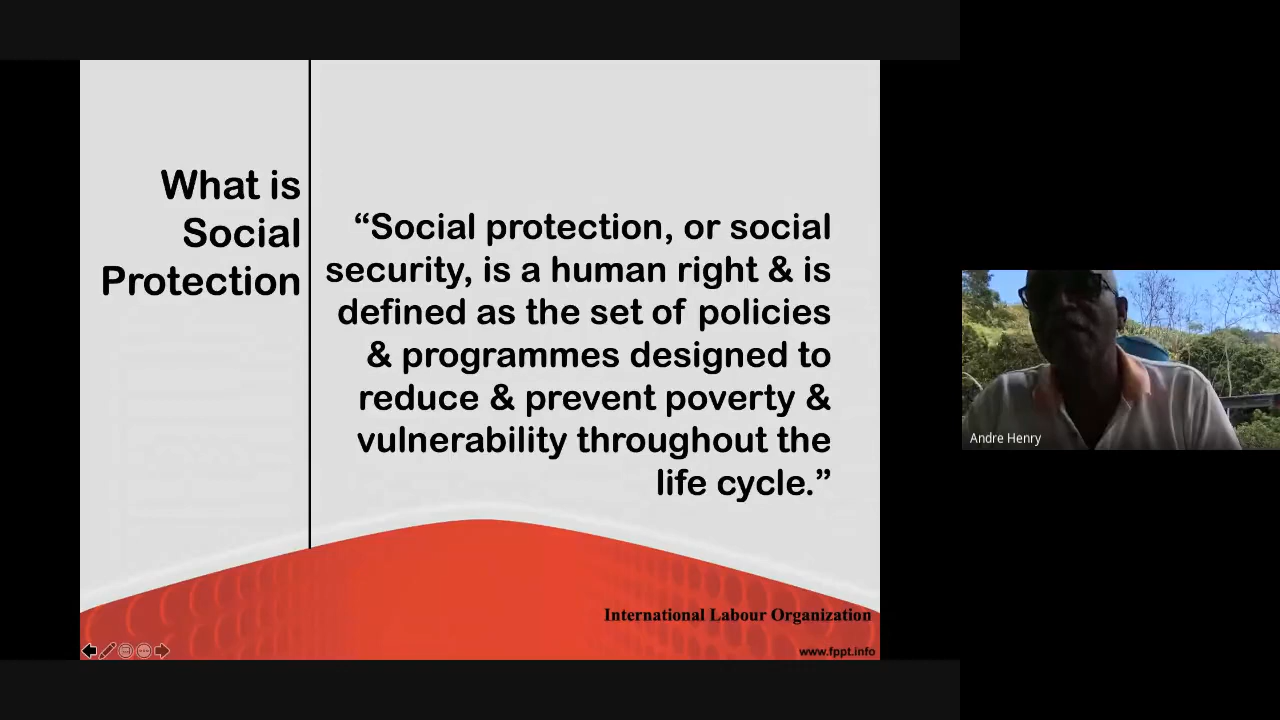 What is
Social
Protection
“Social protection, or social
security, is a human right & is
defined as the set of policies
& programmes designed to
reduce & prevent poverty &
vulnerability throughout the
life cycle.”
International Labour Organization
www.fppt.info
Andre Henry